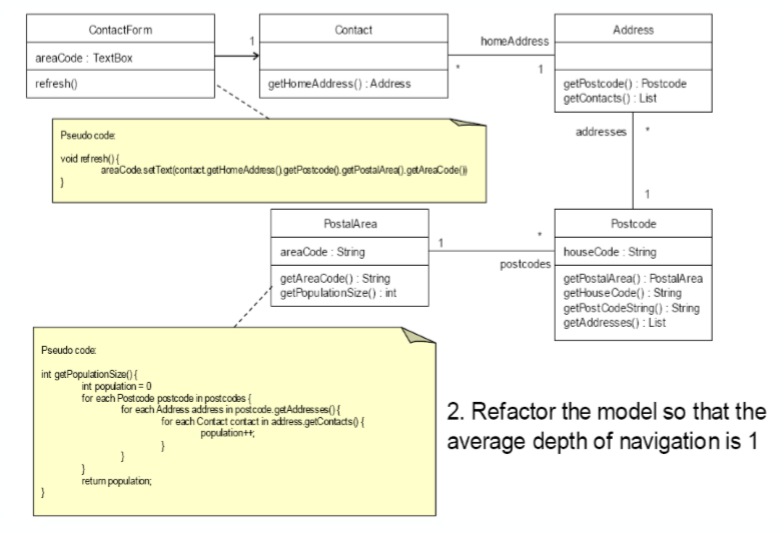 ContactForm
areaCode : TextBox
refresh()
1
Contact
getHomeAddress() : Address
homeAddress
*
1
Address
getPostcode() : Postcode
getContacts() : List
Pseudo code:
void refresh() {
areaCode.setText(contact.getHomeAddress().getPostcode().getPostalArea().getAreaCode())
}
addresses
*
1
PostalArea
areaCode : String
getAreaCode() : String
getPopulationSize() : int
1
*
postcodes
Postcode
houseCode : String
getPostalArea() : PostalArea
getHouseCode() : String
getPostCodeString() : String
getAddresses() : List
Pseudo code:
int getPopulationSize() {
int population = 0
for each Postcode postcode in postcodes {
for each Address address in postcode.getAddresses() {
for each Contact contact in address.getContacts() {
population++;
}
}
}
return population;
}
2. Refactor the model so that the
average depth of navigation is 1